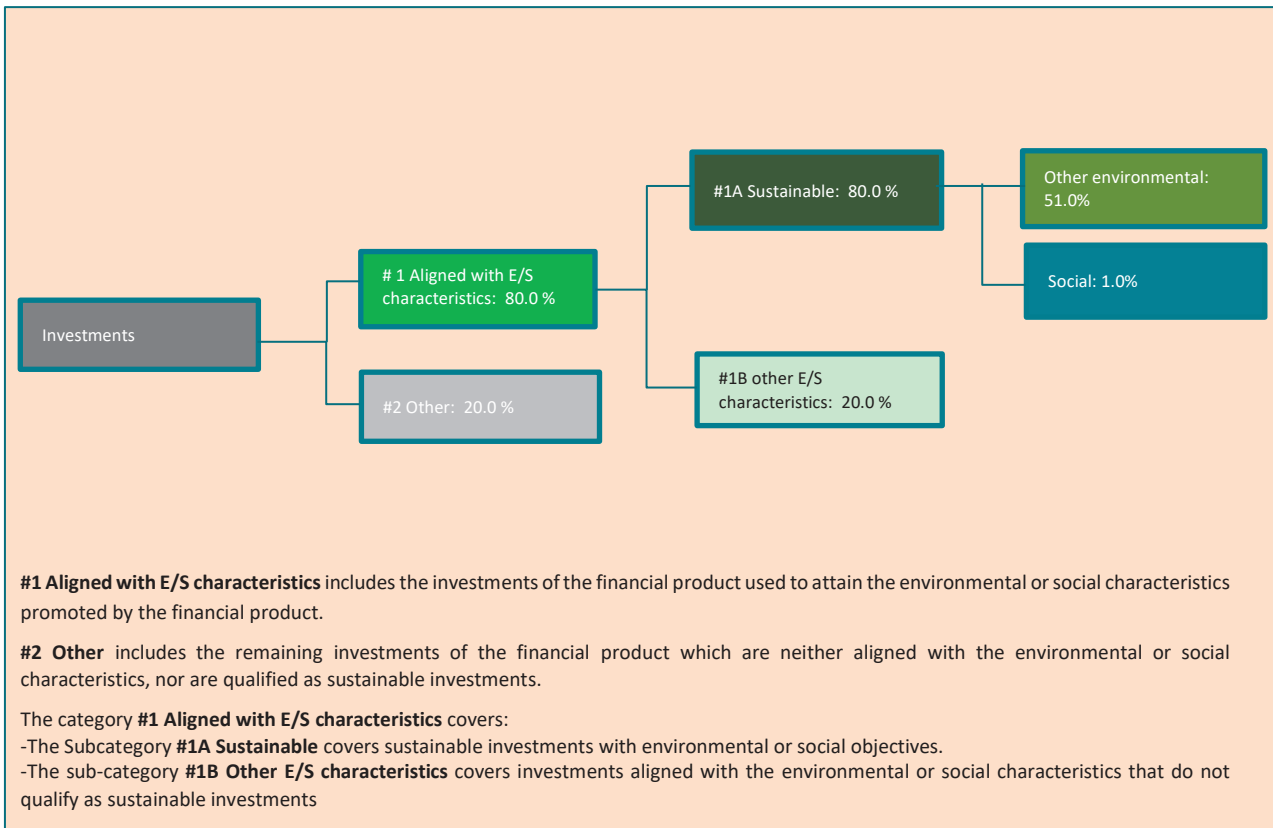 #1A Sustainable: 80.0 %
Other environmental:
51.0%
# 1 Aligned with E/S
characteristics: 80.0 %
Social: 1.0%
Investments
#1B other E/S
characteristics: 20.0 %
#2 Other: 20.0 %
#1 Aligned with E/S characteristics includes the investments of the financial product used to attain the environmental or social characteristics
promoted by the financial product.
#2 Other includes the remaining investments of the financial product which are neither aligned with the environmental or social
characteristics, nor are qualified as sustainable investments.
The category #1 Aligned with E/S characteristics covers:
-The Subcategory #1A Sustainable covers sustainable investments with environmental or social objectives.
-The sub-category #1B Other E/S characteristics covers investments aligned with the environmental or social characteristics that do not
qualify as sustainable investments